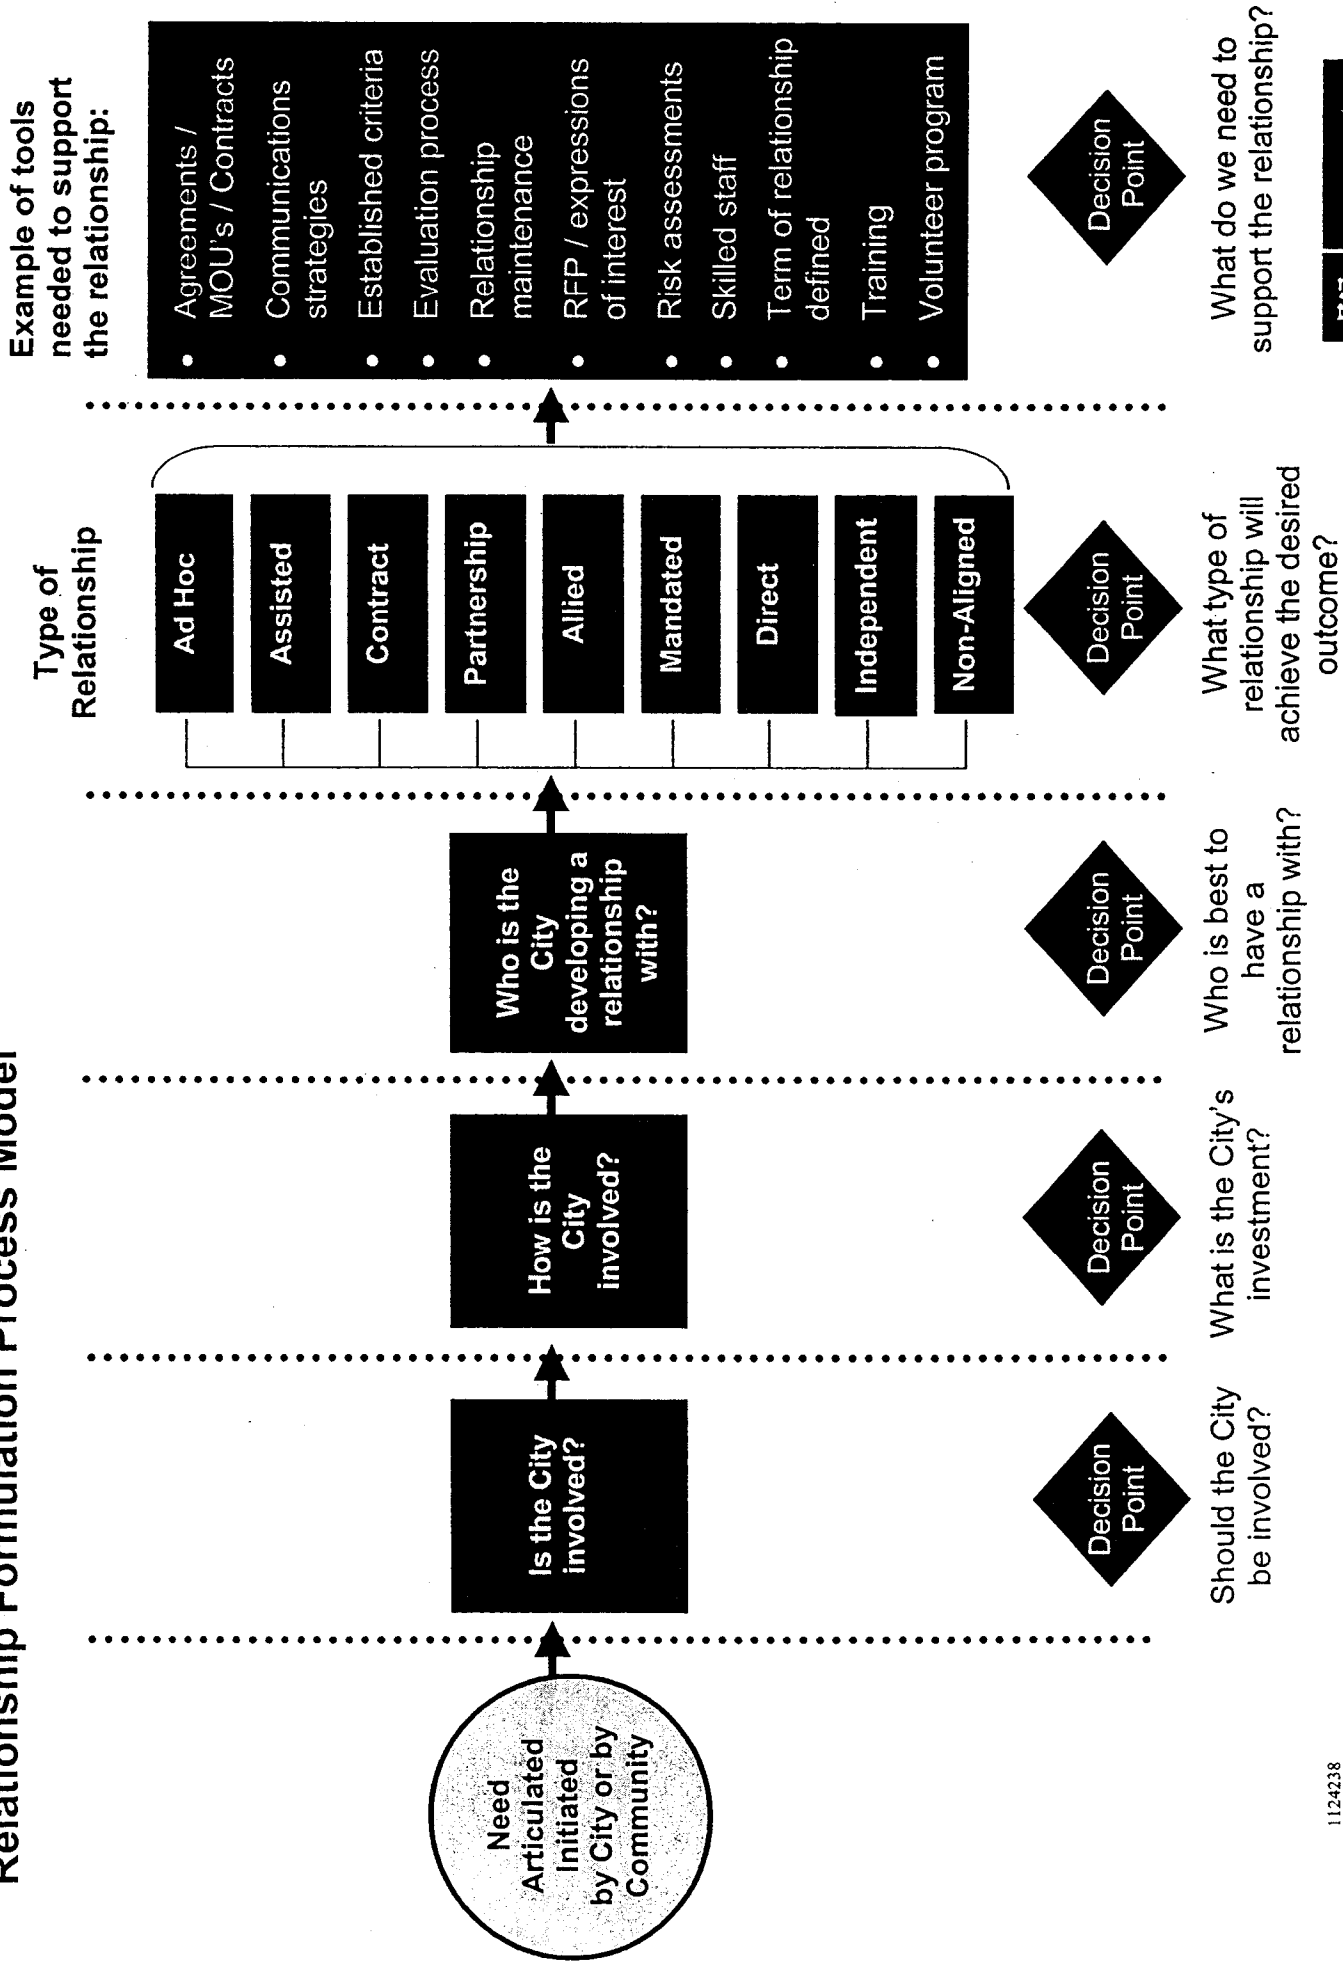 Relationship Formulation Process Model
Need
Articulated
Initiated
by City or by
Community
Is the City
involved?
How is the
City
involved?
Who is the
City
developing a
relationship
with?
Type of
Relationship
Ad Hoc
Assisted
Contract
Partnership
Allied
Mandated
Direct
Independent
Non-Aligned
Example of tools
needed to support
the relationship:
• Agreements /
MOU's / Contracts
• Communications
strategies
• Established criteria
• Evaluation process
• Relationship
maintenance
• RFP / expressions
of interest
• Risk assessments
• Skilled staff
• Term of relationship
defined
• Training
• Volunteer program
Decision
Point
Should the City
be involved?
Decision
Point
What is the City's
investment?
Decision
Point
Who is best to
have a
relationship with?
Decision
Point
What type of
relationship will
achieve the desired
outcome?
Decision
Point
What do we need to
support the relationship?
1124238